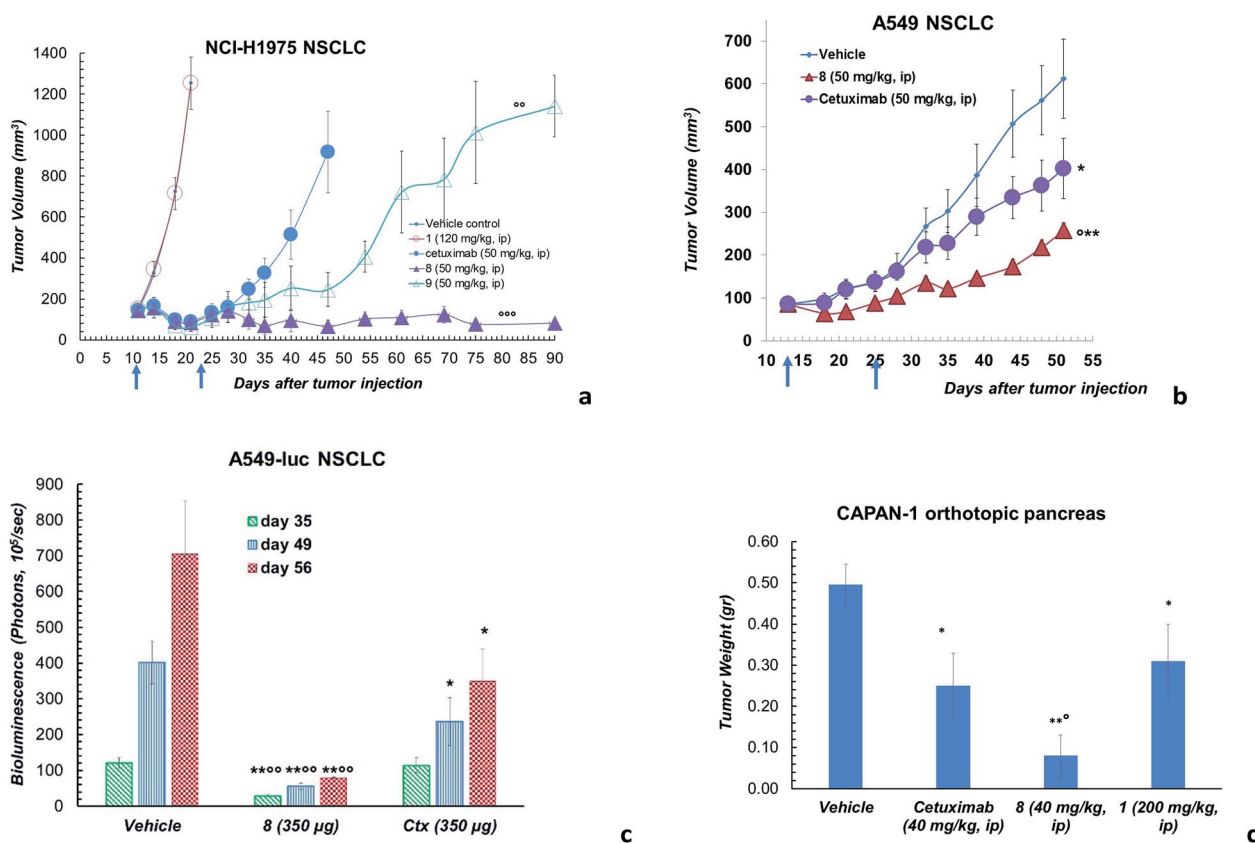 NCI-H1975 NSCLC
1400
1200
1000
800
600
400
200
0
Tumor Volume (mm³)
Vehicle control
1 (120 mg/kg, ip)
cetuximab (50 mg/kg, ip)
8 (50 mg/kg, ip)
9 (50 mg/kg, ip)
°°
°°°
0 5 10 15 20 25 30 35 40 45 50 55 60 65 70 75 80 85 90
Days after tumor injection
a
A549 NSCLC
700
600
500
400
300
200
100
0
Tumor Volume (mm³)
Vehicle
8 (50 mg/kg, ip)
Cetuximab (50 mg/kg, ip)
*
°**
10 15 20 25 30 35 40 45 50 55
Days after tumor injection
b
A549-luc NSCLC
900
800
700
600
500
400
300
200
100
0
Bioluminescence (Photons, 10⁵/sec)
day 35
day 49
day 56
**°° **°° **°°
* *
Vehicle 8 (350 µg) Ctx (350 µg)
c
CAPAN-1 orthotopic pancreas
0.60
0.50
0.40
0.30
0.20
0.10
0.00
Tumor Weight (gr)
*
**°
*
Vehicle Cetuximab 8 (40 mg/kg, 1 (200 mg/kg,
(40 mg/kg, ip) ip) ip)